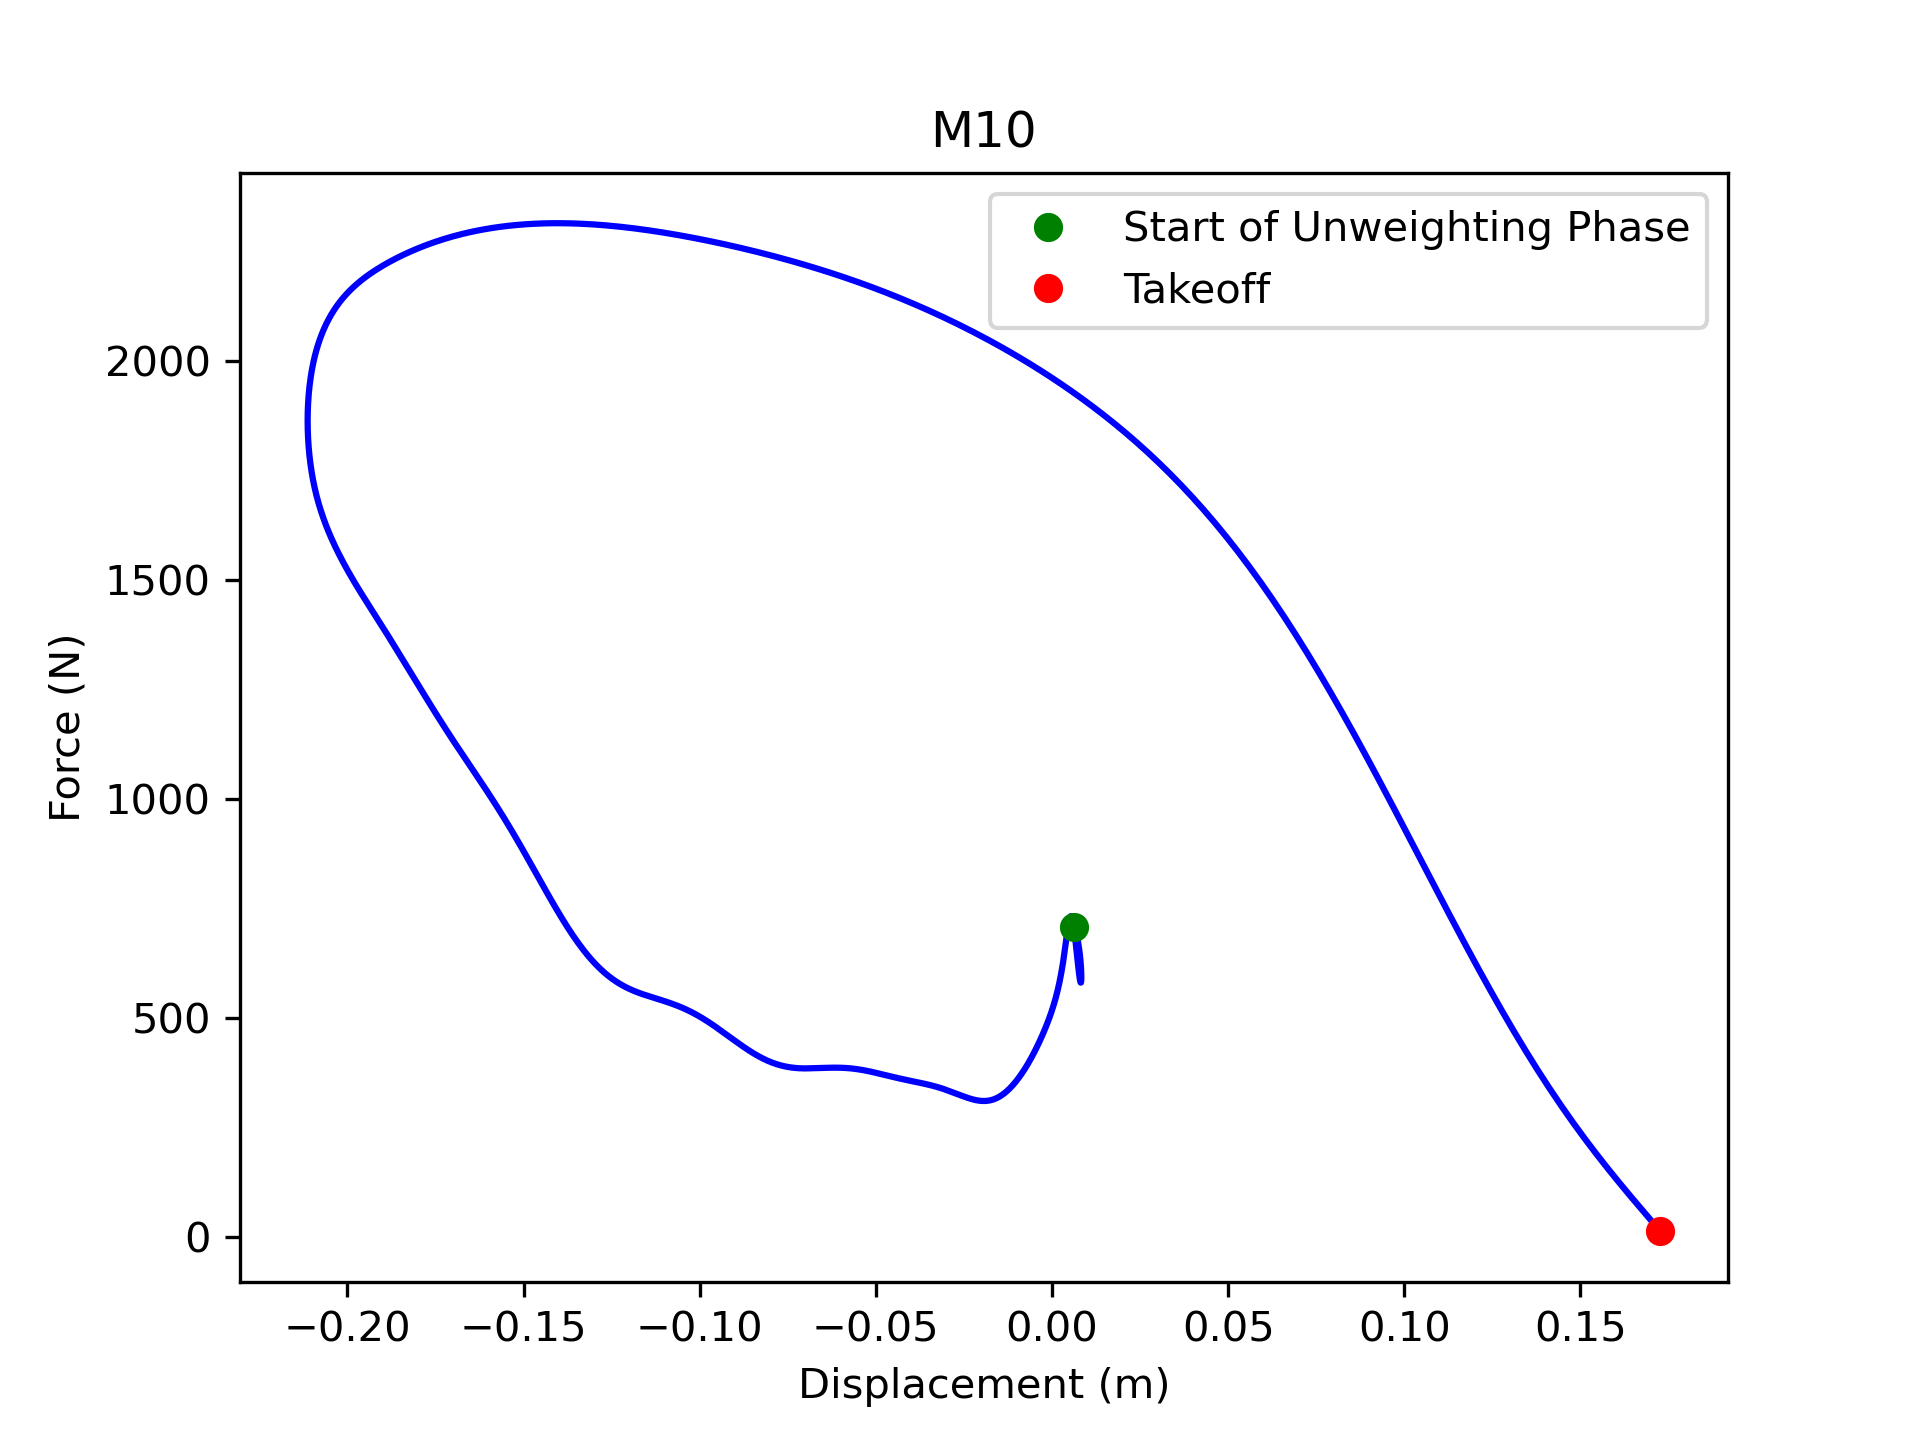 M10
Start of Unweighting Phase
Takeoff
Force (N)
2000
1500
1000
500
0
−0.20 −0.15 −0.10 −0.05 0.00 0.05 0.10 0.15
Displacement (m)